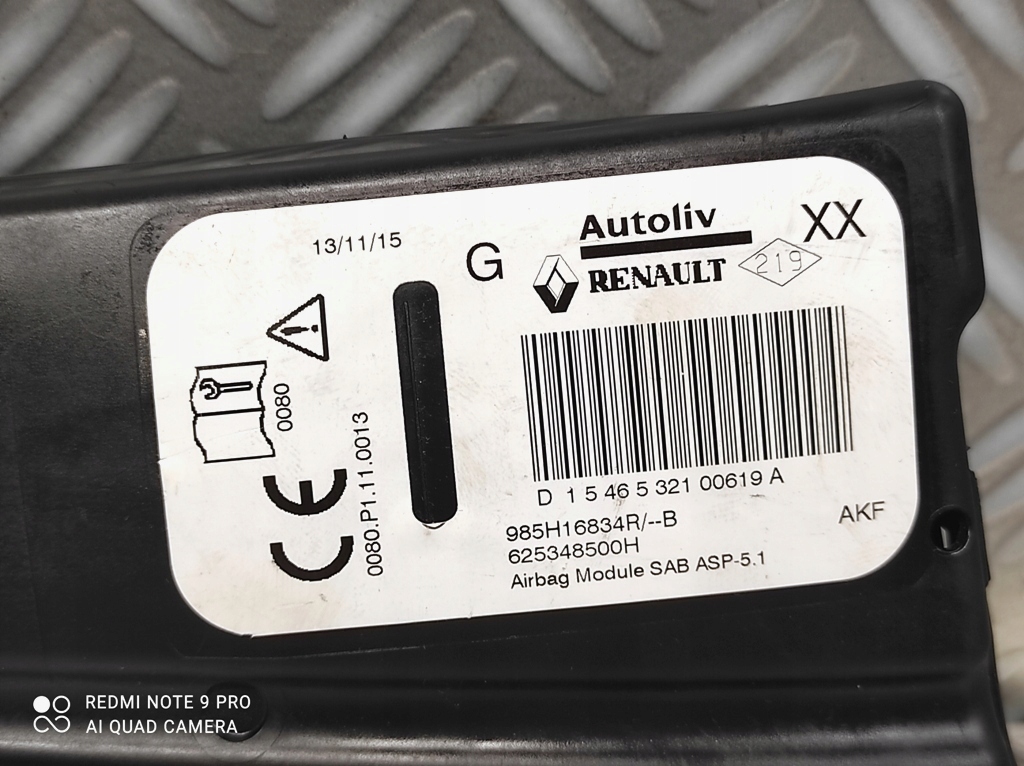 13/11/15
G
Autoliv
XX
RENAULT
219
0080
0080.P1.11.0013
CE
D 1 5 46 5 321 00619 A
985H16834R/--B
625348500H
AKF
Airbag Module SAB ASP-5.1
REDMI NOTE 9 PRO
AI QUAD CAMERA